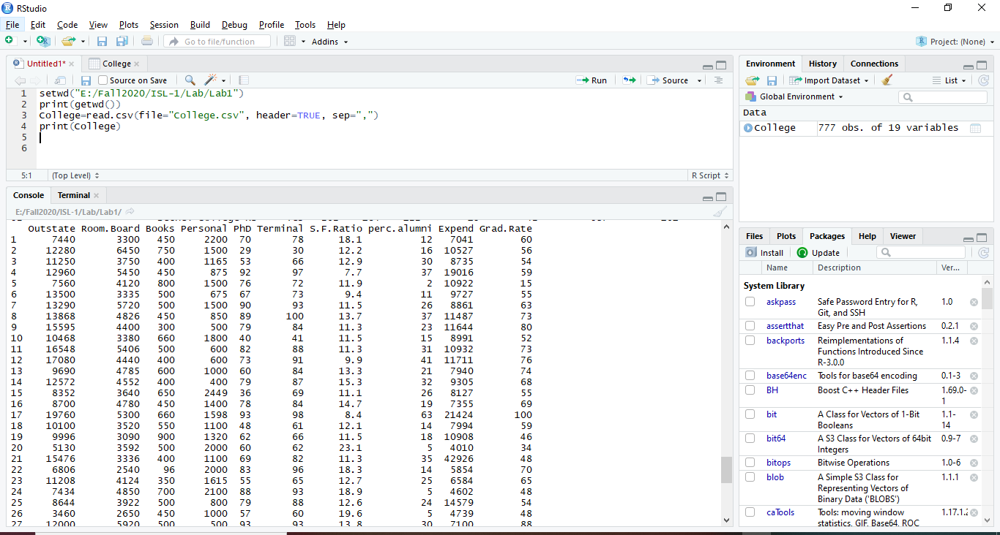 RStudio
File Edit Code View Plots Session Build Debug Profile Tools Help
Go to file/function Addins Project: (None)
Untitled1* College
Source on Save Run Source
1 setwd("E:/Fall2020/ISL-1/Lab/Lab1")
2 print(getwd())
3 College=read.csv(file="College.csv", header=TRUE, sep=",")
4 print(College)
5
6
5:1 (Top Level) R Script
Console Terminal
E:/Fall2020/ISL-1/Lab/Lab1/
Outstate Room.Board Books Personal PhD Terminal S.F.Ratio perc.alumni Expend Grad.Rate
1 7440 3300 450 2200 70 78 18.1 12 7041 60
2 12280 6450 750 1500 29 30 12.2 16 10527 56
3 11250 3750 400 1165 53 66 12.9 30 8735 54
4 12960 5450 450 875 92 97 7.7 37 19016 59
5 7560 4120 800 1500 76 72 11.9 2 10922 15
6 13500 3335 500 675 67 73 9.4 11 9727 55
7 13290 5720 500 1500 90 93 11.5 26 8861 63
8 13868 4826 450 850 89 100 13.7 37 11487 73
9 15595 4400 300 500 79 84 11.3 23 11644 80
10 10468 3380 660 1800 40 41 11.5 15 8991 52
11 16548 5406 500 600 82 88 11.3 31 10932 73
12 17080 4440 400 600 73 91 9.9 41 11711 76
13 9690 4785 600 1000 60 84 13.3 21 7940 74
14 12572 4552 400 400 79 87 15.3 32 9305 68
15 8352 3640 650 2449 36 69 11.1 26 8127 55
16 8700 4780 450 1400 78 84 14.7 19 7355 69
17 19760 5300 660 1598 93 98 8.4 63 21424 100
18 10100 3520 550 1100 48 61 12.1 14 7994 59
19 9996 3090 900 1320 62 66 11.5 18 10908 46
20 5130 3592 500 2000 60 62 23.1 5 4010 34
21 15476 3336 400 1100 69 82 11.3 35 42926 48
22 6806 2540 96 2000 83 96 18.3 14 5854 70
23 11208 4124 350 1615 55 65 12.7 25 6584 65
24 7434 4850 700 2100 88 93 18.9 5 4602 48
25 8644 3922 500 800 79 88 12.6 24 14579 54
26 3460 2650 450 1000 57 60 19.6 5 4739 48
27 12000 5920 500 500 93 93 13.8 30 7100 88
Environment History Connections
Import Dataset List
Global Environment
Data
College 777 obs. of 19 variables
Files Plots Packages Help Viewer
Install Update
Name Description Ver...
System Library
askpass Safe Password Entry for R, 1.0
Git, and SSH
assertthat Easy Pre and Post Assertions 0.2.1
backports Reimplementations of 1.1.4
Functions Introduced Since
R-3.0.0
base64enc Tools for base64 encoding 0.1-3
BH Boost C++ Header Files 1.69.0-
1
bit A Class for Vectors of 1-Bit 1.1-
Booleans 14
bit64 A S3 Class for Vectors of 64bit 0.9-7
Integers
bitops Bitwise Operations 1.0-6
blob A Simple S3 Class for 1.1.1
Representing Vectors of
Binary Data ('BLOBS')
caTools Tools: moving window 1.17.1.2
statistics, GIF, Base64, ROC